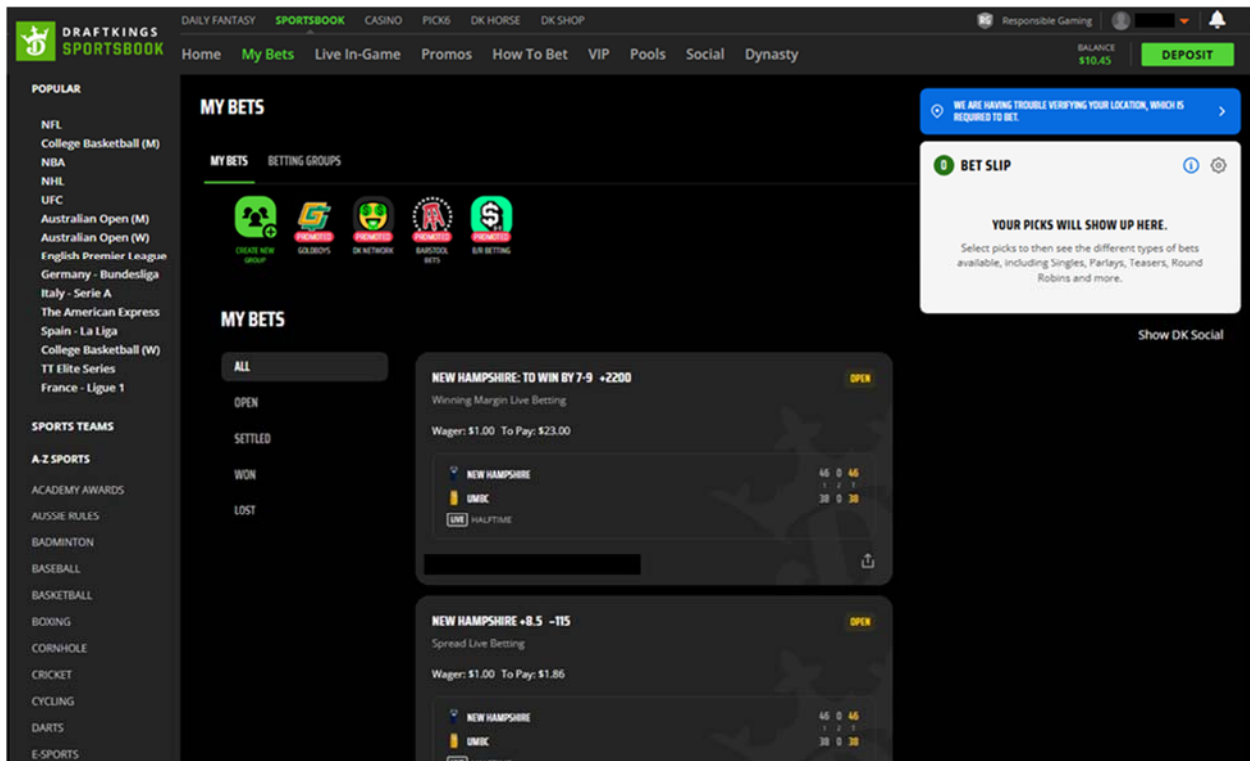 DRAFTKINGS
SPORTSBOOK
DAILY FANTASY SPORTSBOOK CASINO PICK6 DK HORSE DK SHOP
RG Responsible Gaming
Home My Bets Live In-Game Promos How To Bet VIP Pools Social Dynasty
BALANCE
$10.45
DEPOSIT
POPULAR
NFL
College Basketball (M)
NBA
NHL
UFC
Australian Open (M)
Australian Open (W)
English Premier League
Germany - Bundesliga
Italy - Serie A
The American Express
Spain - La Liga
College Basketball (W)
TT Elite Series
France - Ligue 1
SPORTS TEAMS
A-Z SPORTS
ACADEMY AWARDS
AUSSIE RULES
BADMINTON
BASEBALL
BASKETBALL
BOXING
CORNHOLE
CRICKET
CYCLING
DARTS
E-SPORTS
MY BETS
MY BETS BETTING GROUPS
CREATE NEW
GROUP
PROMOTED
GOLDBOYS
PROMOTED
DK NETWORK
PROMOTED
BARSTOOL
BETS
PROMOTED
B/R BETTING
MY BETS
ALL
OPEN
SETTLED
WON
LOST
NEW HAMPSHIRE: TO WIN BY 7-9 +2200 OPEN
Winning Margin Live Betting
Wager: $1.00 To Pay: $23.00
NEW HAMPSHIRE 46 0 46
1 2 T
UMBC 38 0 38
LIVE HALFTIME
NEW HAMPSHIRE +8.5 -115 OPEN
Spread Live Betting
Wager: $1.00 To Pay: $1.86
NEW HAMPSHIRE 46 0 46
1 2 T
UMBC 38 0 38
WE ARE HAVING TROUBLE VERIFYING YOUR LOCATION, WHICH IS
REQUIRED TO BET.
0 BET SLIP
YOUR PICKS WILL SHOW UP HERE.
Select picks to then see the different types of bets
available, including Singles, Parlays, Teasers, Round
Robins and more.
Show DK Social